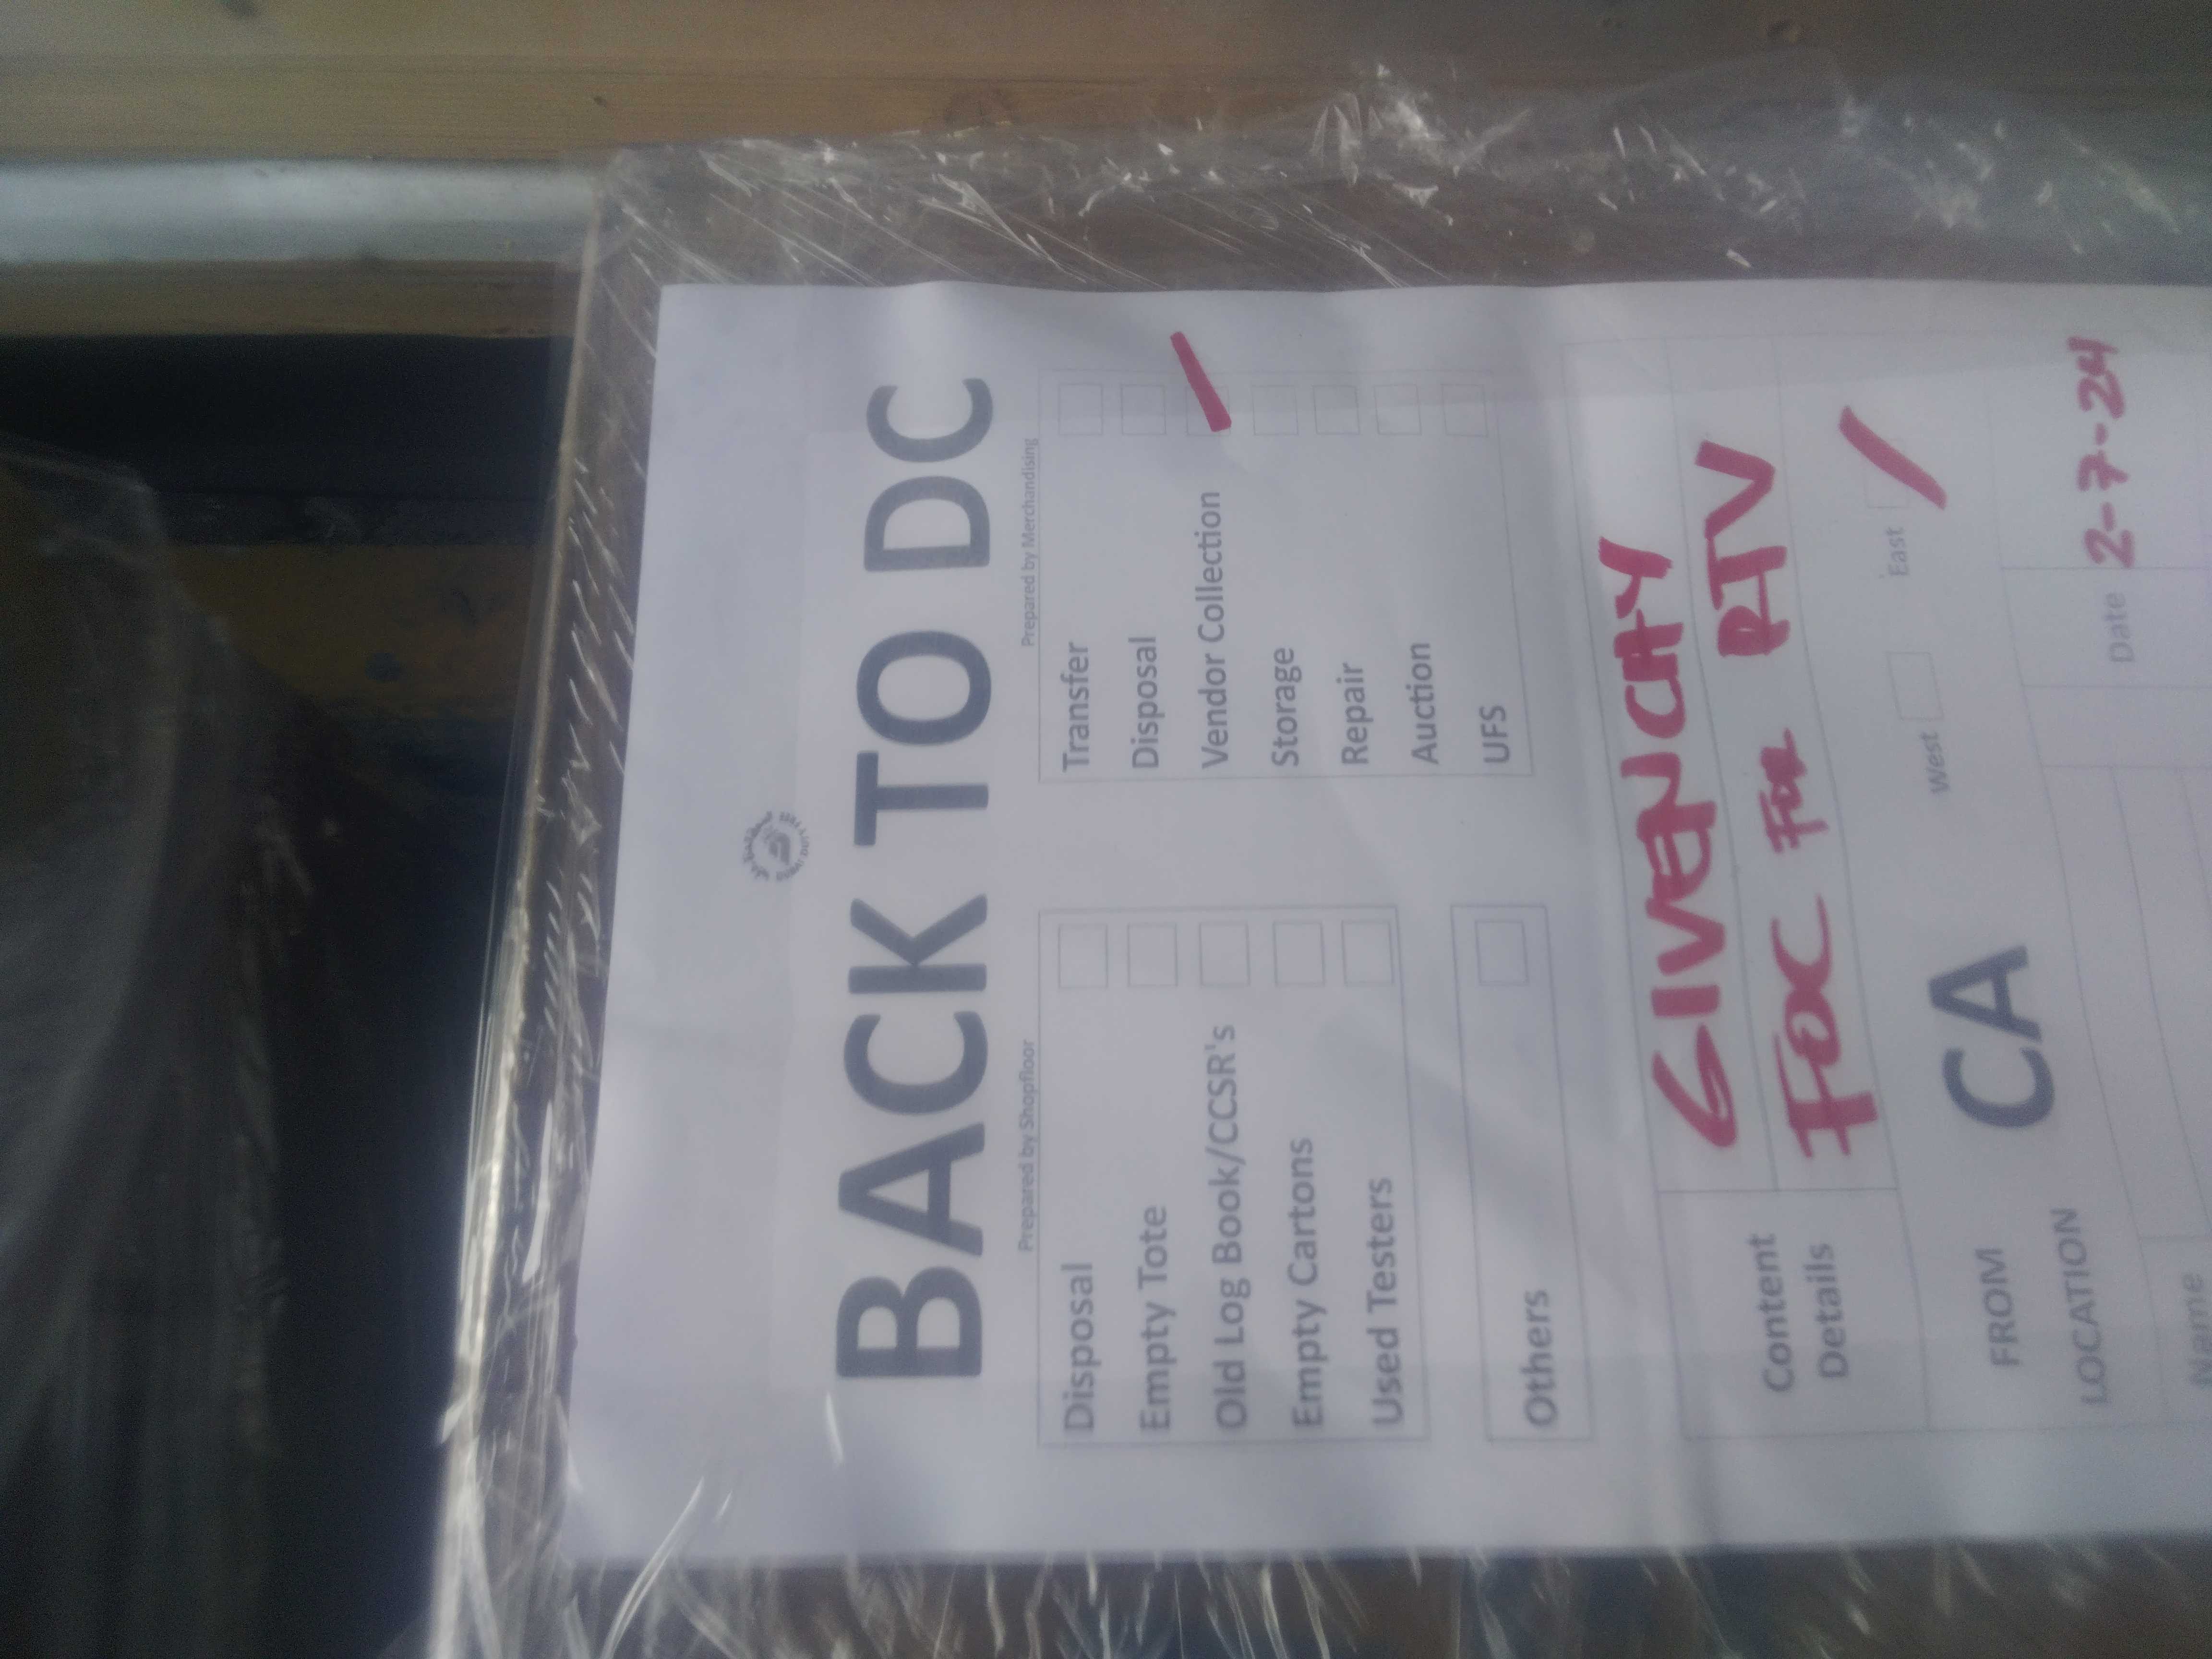 BACK TO DC
Prepared by Shopfloor
Disposal
Empty Tote
Old Log Book/CCSR's
Empty Cartons
Used Testers
Others
Prepared by Merchandising
Transfer
Disposal
Vendor Collection
Storage
Repair
Auction
UFS
Content Details
GIVENCHY
FOC FOR RTV
FROM CA West East
LOCATION Date 2-7-24
Name